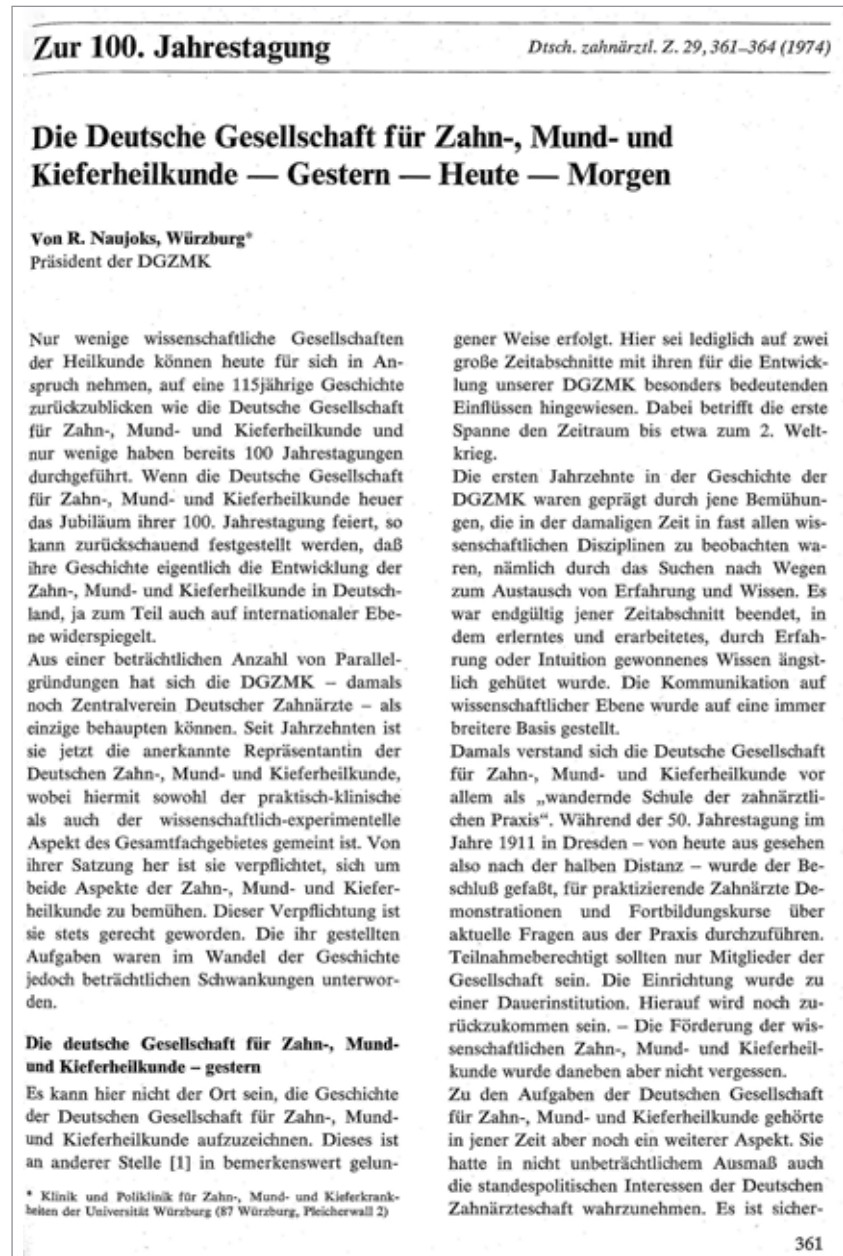 Zur 100. Jahrestagung
Dtsch. zahnärztl. Z. 29, 361–364 (1974)
Die Deutsche Gesellschaft für Zahn-, Mund- und
Kieferheilkunde — Gestern — Heute — Morgen
Von R. Naujoks, Würzburg*
Präsident der DGZMK
Nur wenige wissenschaftliche Gesellschaften
der Heilkunde können heute für sich in An-
spruch nehmen, auf eine 115jährige Geschichte
zurückzublicken wie die Deutsche Gesellschaft
für Zahn-, Mund- und Kieferheilkunde und
nur wenige haben bereits 100 Jahrestagungen
durchgeführt. Wenn die Deutsche Gesellschaft
für Zahn-, Mund- und Kieferheilkunde heuer
das Jubiläum ihrer 100. Jahrestagung feiert, so
kann zurückschauend festgestellt werden, daß
ihre Geschichte eigentlich die Entwicklung der
Zahn-, Mund- und Kieferheilkunde in Deutsch-
land, ja zum Teil auch auf internationaler Ebe-
ne widerspiegelt.
Aus einer beträchtlichen Anzahl von Parallel-
gründungen hat sich die DGZMK – damals
noch Zentralverein Deutscher Zahnärzte – als
einzige behaupten können. Seit Jahrzehnten ist
sie jetzt die anerkannte Repräsentantin der
Deutschen Zahn-, Mund- und Kieferheilkunde,
wobei hiermit sowohl der praktisch-klinische
als auch der wissenschaftlich-experimentelle
Aspekt des Gesamtfachgebietes gemeint ist. Von
ihrer Satzung her ist sie verpflichtet, sich um
beide Aspekte der Zahn-, Mund- und Kiefer-
heilkunde zu bemühen. Dieser Verpflichtung ist
sie stets gerecht geworden. Die ihr gestellten
Aufgaben waren im Wandel der Geschichte
jedoch beträchtlichen Schwankungen unterwor-
den.
Die deutsche Gesellschaft für Zahn-, Mund-
und Kieferheilkunde – gestern
Es kann hier nicht der Ort sein, die Geschichte
der Deutschen Gesellschaft für Zahn-, Mund-
und Kieferheilkunde aufzuzeichnen. Dieses ist
an anderer Stelle [1] in bemerkenswert gelun-
* Klinik und Poliklinik für Zahn-, Mund- und Kieferkrank-
heiten der Universität Würzburg (87 Würzburg, Pleicherwall 2)
gener Weise erfolgt. Hier sei lediglich auf zwei
große Zeitabschnitte mit ihren für die Entwick-
lung unserer DGZMK besonders bedeutenden
Einflüssen hingewiesen. Dabei betrifft die erste
Spanne den Zeitraum bis etwa zum 2. Welt-
krieg.
Die ersten Jahrzehnte in der Geschichte der
DGZMK waren geprägt durch jene Bemühun-
gen, die in der damaligen Zeit in fast allen wis-
senschaftlichen Disziplinen zu beobachten wa-
ren, nämlich durch das Suchen nach Wegen
zum Austausch von Erfahrung und Wissen. Es
war endgültig jener Zeitabschnitt beendet, in
dem erlerntes und erarbeitetes, durch Erfah-
rung oder Intuition gewonnenes Wissen ängst-
lich gehütet wurde. Die Kommunikation auf
wissenschaftlicher Ebene wurde auf eine immer
breitere Basis gestellt.
Damals verstand sich die Deutsche Gesellschaft
für Zahn-, Mund- und Kieferheilkunde vor
allem als „wandernde Schule der zahnärztli-
chen Praxis“. Während der 50. Jahrestagung im
Jahre 1911 in Dresden – von heute aus gesehen
also nach der halben Distanz – wurde der Be-
schluß gefaßt, für praktizierende Zahnärzte De-
monstrationen und Fortbildungskurse über
aktuelle Fragen aus der Praxis durchzuführen.
Teilnahmeberechtigt sollten nur Mitglieder der
Gesellschaft sein. Die Einrichtung wurde zu
einer Dauerinstitution. Hierauf wird noch zu-
rückzukommen sein. – Die Förderung der wis-
senschaftlichen Zahn-, Mund- und Kieferheil-
kunde wurde daneben aber nicht vergessen.
Zu den Aufgaben der Deutschen Gesellschaft
für Zahn-, Mund- und Kieferheilkunde gehörte
in jener Zeit aber noch ein weiterer Aspekt. Sie
hatte in nicht unbeträchtlichem Ausmaß auch
die standespolitischen Interessen der Deutschen
Zahnärzteschaft wahrzunehmen. Es ist sicher-
361